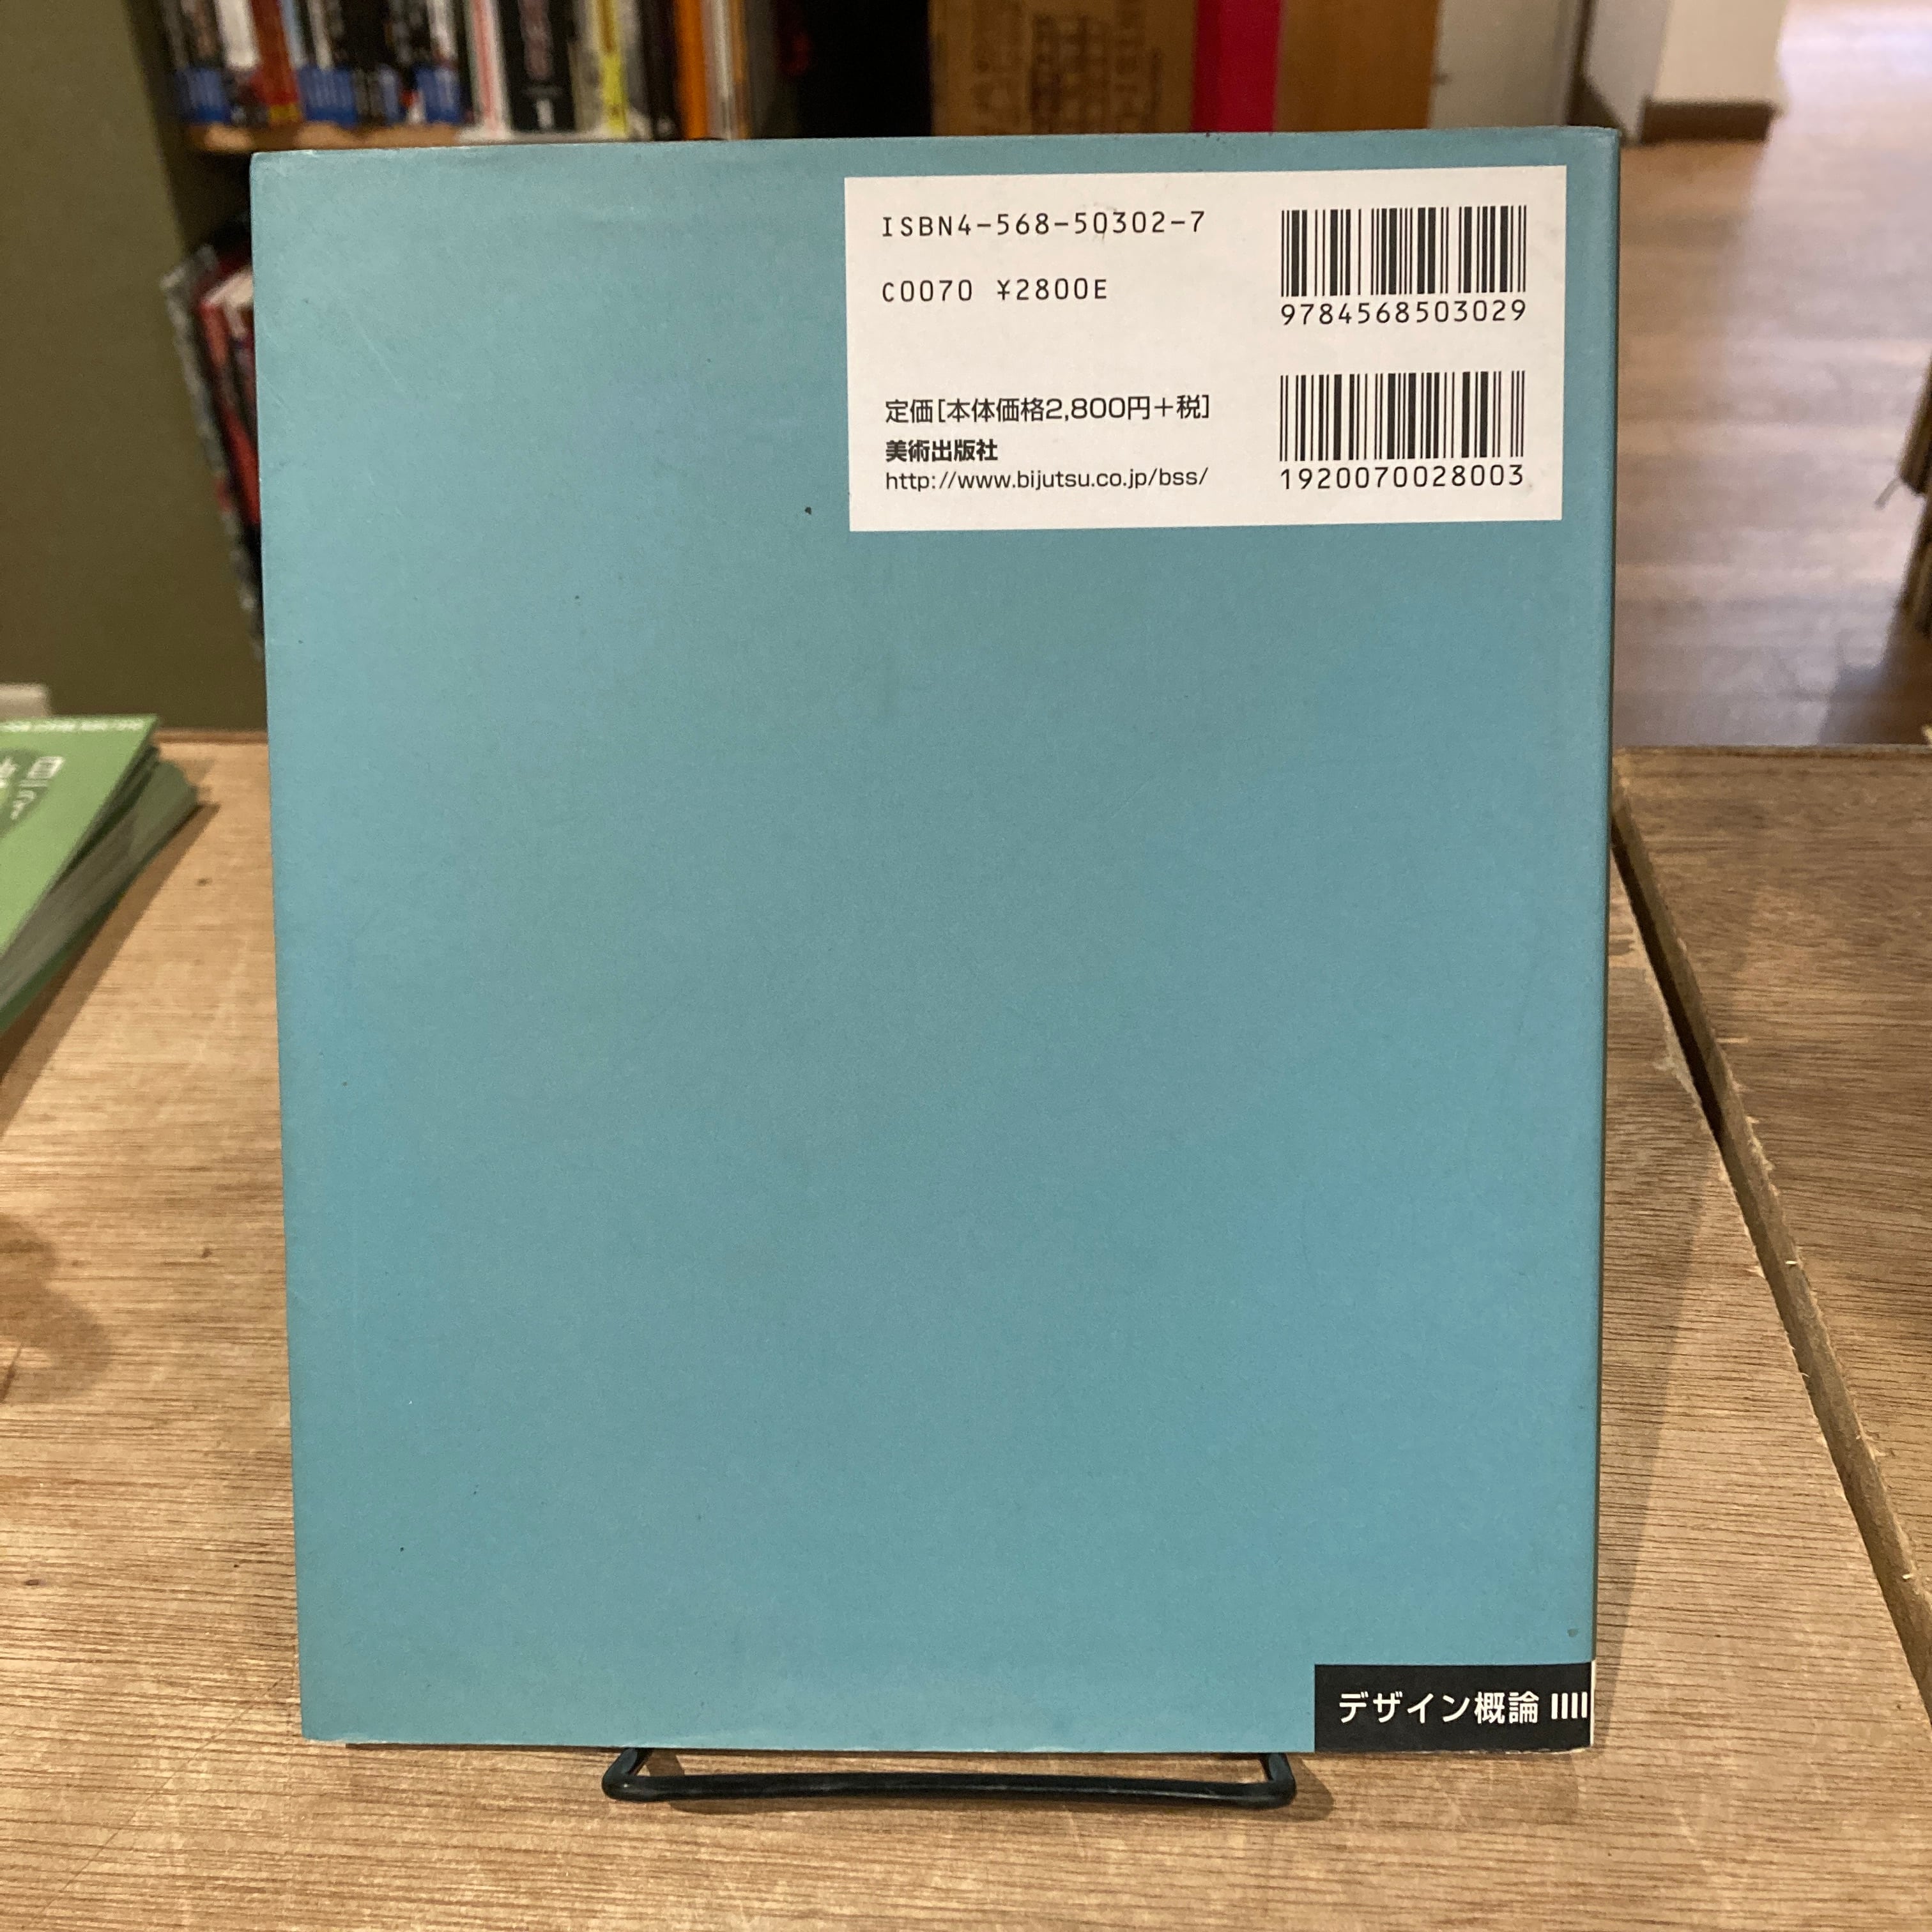 ISBN4-568-50302-7
C0070 ¥2800E
9784568503029
定価[本体価格2,800円+税]
美術出版社
http://www.bijutsu.co.jp/bss/
1920070028003
デザイン概論